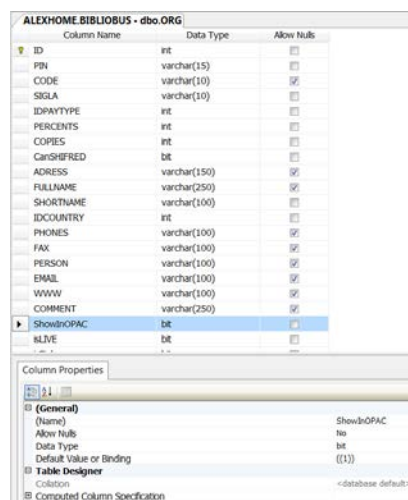 ALEXHOME.BIBLIOBUS - dbo.ORG
Column Name Data Type Allow Nulls
ID int
PIN varchar(15)
CODE varchar(10)
SIGLA varchar(10)
IDPAYTYPE int
PERCENTS int
COPIES int
CanSHIFRED bit
ADRESS varchar(150)
FULLNAME varchar(250)
SHORTNAME varchar(100)
IDCOUNTRY int
PHONES varchar(100)
FAX varchar(100)
PERSON varchar(100)
EMAIL varchar(100)
WWW varchar(100)
COMMENT varchar(250)
ShowInOPAC bit
isLIVE bit
Column Properties
(General)
(Name) ShowInOPAC
Allow Nulls No
Data Type bit
Default Value or Binding ((1))
Table Designer
Collation <database default>
Computed Column Specification